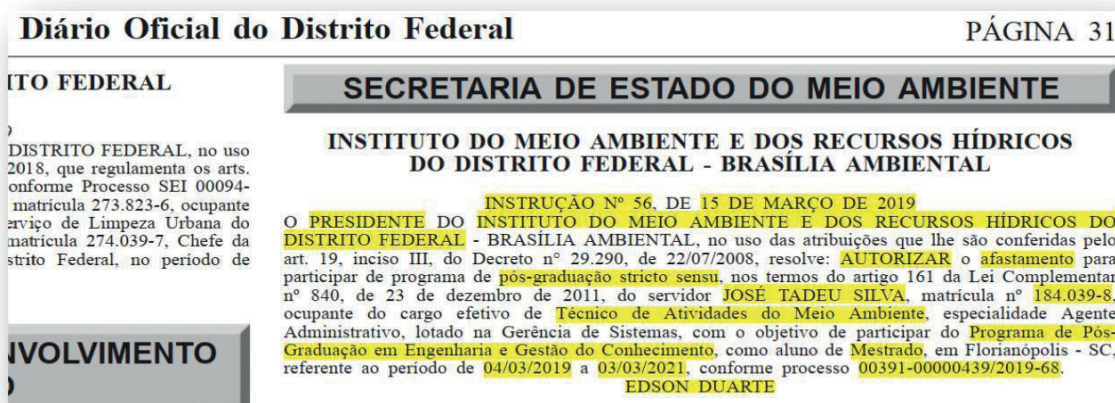 Diário Oficial do Distrito Federal
PÁGINA 31
ITO FEDERAL
DISTRITO FEDERAL, no uso
2018, que regulamenta os arts.
onforme Processo SEI 00094-
matrícula 273.823-6, ocupante
erviço de Limpeza Urbana do
matrícula 274.039-7, Chefe da
strito Federal, no período de
VOLVIMENTO
SECRETARIA DE ESTADO DO MEIO AMBIENTE
INSTITUTO DO MEIO AMBIENTE E DOS RECURSOS HÍDRICOS
DO DISTRITO FEDERAL - BRASÍLIA AMBIENTAL
INSTRUÇÃO Nº 56, DE 15 DE MARÇO DE 2019
O PRESIDENTE DO INSTITUTO DO MEIO AMBIENTE E DOS RECURSOS HÍDRICOS DO
DISTRITO FEDERAL - BRASÍLIA AMBIENTAL, no uso das atribuições que lhe são conferidas pelo
art. 19, inciso III, do Decreto n° 29.290, de 22/07/2008, resolve: AUTORIZAR o afastamento para
participar de programa de pós-graduação stricto sensu, nos termos do artigo 161 da Lei Complementar
nº 840, de 23 de dezembro de 2011, do servidor JOSÉ TADEU SILVA, matrícula nº 184.039-8,
ocupante do cargo efetivo de Técnico de Atividades do Meio Ambiente, especialidade Agente
Administrativo, lotado na Gerência de Sistemas, com o objetivo de participar do Programa de Pós-
Graduação em Engenharia e Gestão do Conhecimento, como aluno de Mestrado, em Florianópolis - SC,
referente ao período de 04/03/2019 a 03/03/2021, conforme processo 00391-00000439/2019-68.
EDSON DUARTE